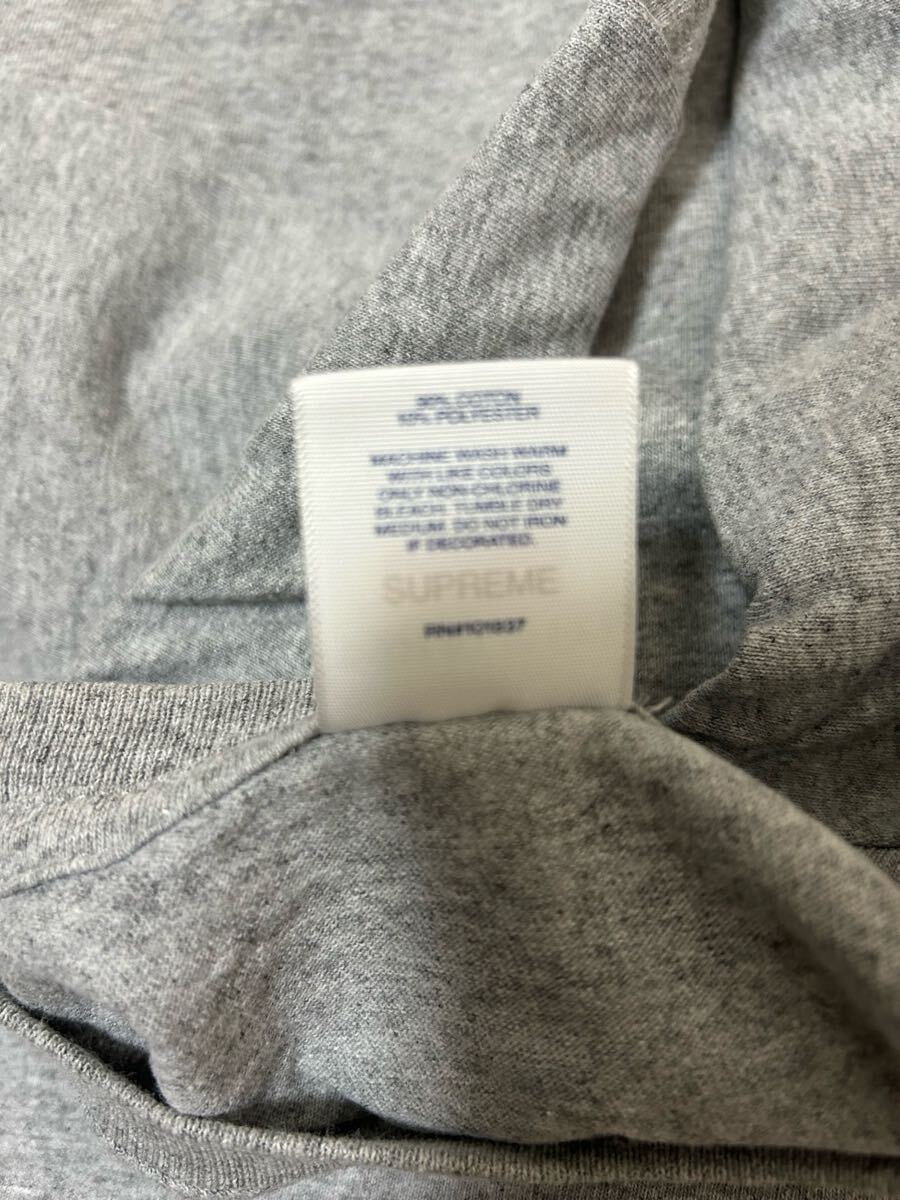 90% COTTON
10% POLYESTER
MACHINE WASH WARM
WITH LIKE COLORS.
ONLY NON-CHLORINE
BLEACH. TUMBLE DRY
MEDIUM. DO NOT IRON
IF DECORATED.
SUPREME
RN#101837